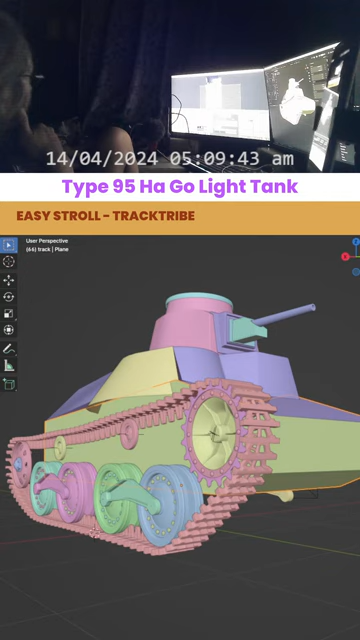 14/04/2024 05:09:43 am
Type 95 Ha Go Light Tank
EASY STROLL - TRACKTRIBE
User Perspective
(66) track | Plane